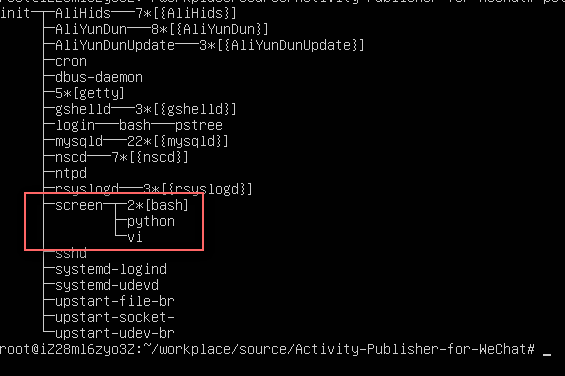 init─┬─AliHids───7*[{AliHids}]
├─AliYunDun───8*[{AliYunDun}]
├─AliYunDunUpdate───3*[{AliYunDunUpdate}]
├─cron
├─dbus-daemon
├─5*[getty]
├─gshelld───3*[{gshelld}]
├─login───bash───pstree
├─mysqld───22*[{mysqld}]
├─nscd───7*[{nscd}]
├─ntpd
├─rsyslogd───3*[{rsyslogd}]
├─screen─┬─2*[bash]
├─python
└─vi
├─sshd
├─systemd-logind
├─systemd-udevd
├─upstart-file-br
├─upstart-socket-
└─upstart-udev-br
root@iZ28ml6zyo3Z:~/workplace/source/Activity-Publisher-for-WeChat# _